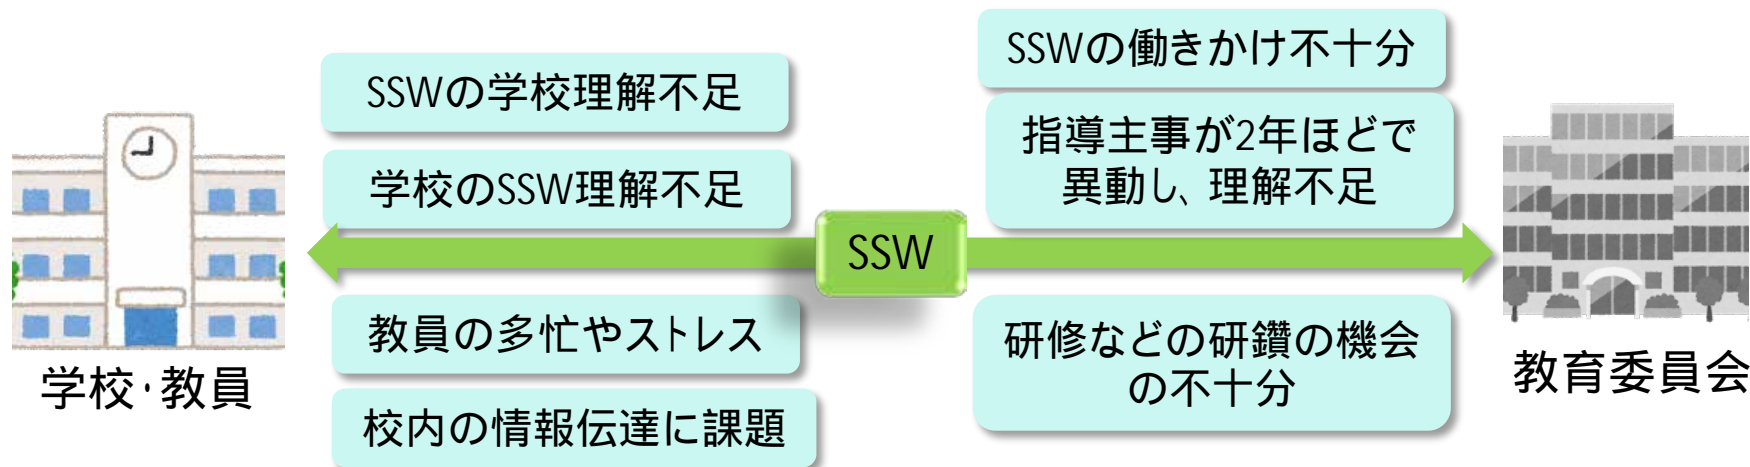 SSWの学校理解不足
学校のSSW理解不足
SSWの働きかけ不十分
指導主事が2年ほどで
異動し、理解不足
SSW
教員の多忙やストレス
校内の情報伝達に課題
研修などの研鑽の機会
の不十分
学校・教員
教育委員会